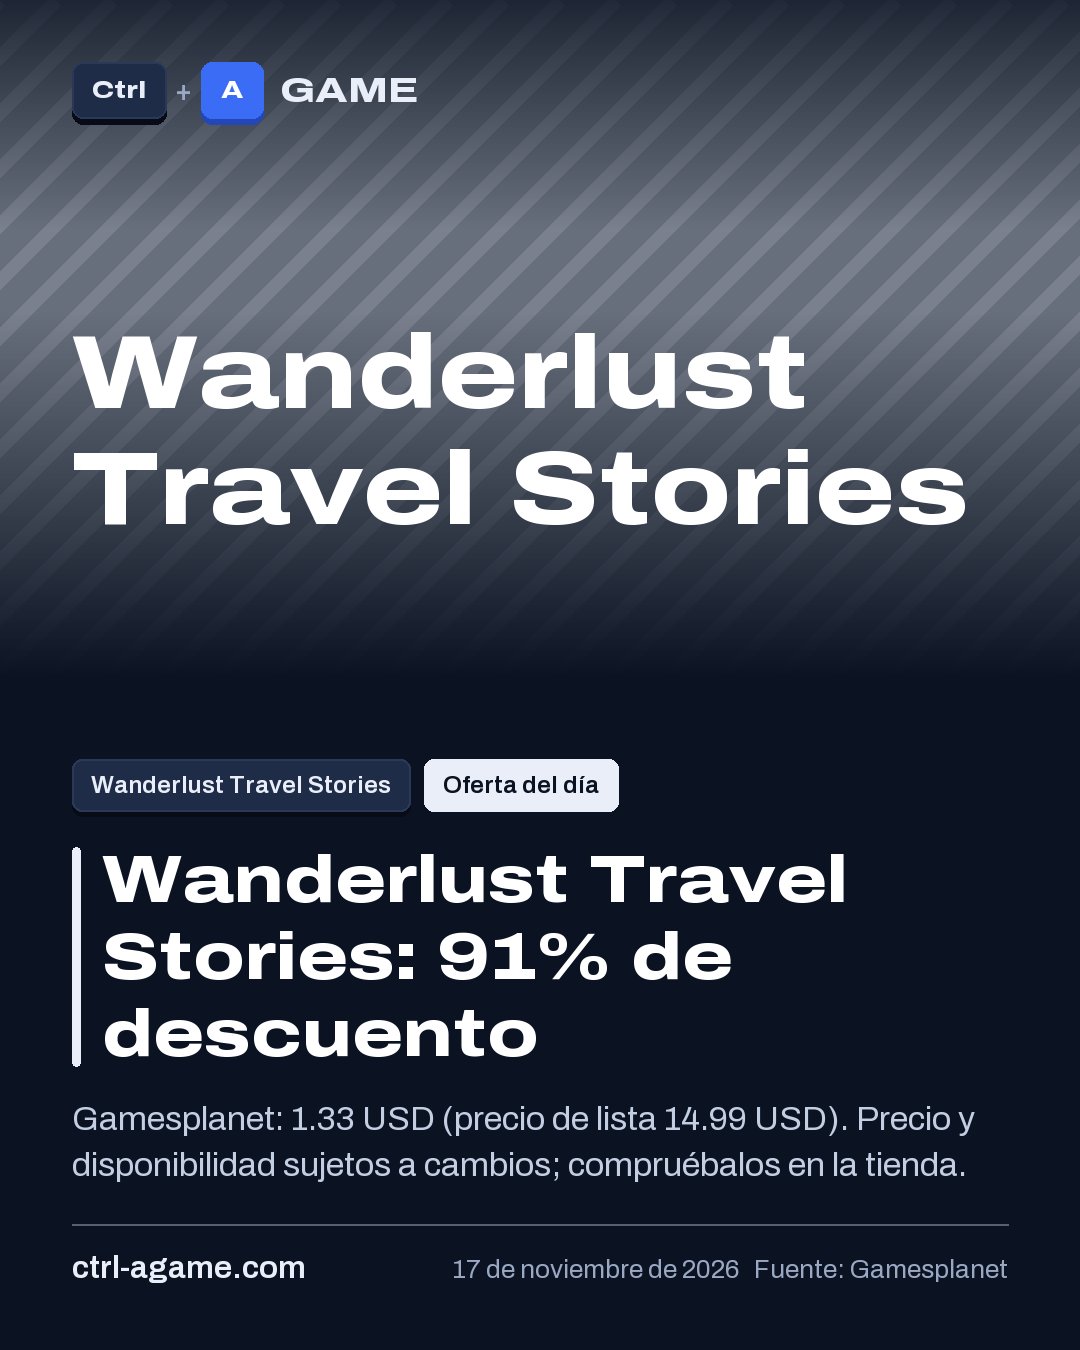 Ctrl + A GAME
Wanderlust
Travel Stories
Wanderlust Travel Stories
Oferta del día
Wanderlust Travel
Stories: 91% de
descuento
Gamesplanet: 1.33 USD (precio de lista 14.99 USD). Precio y
disponibilidad sujetos a cambios; compruébalos en la tienda.
ctrl-agame.com
17 de noviembre de 2026 Fuente: Gamesplanet